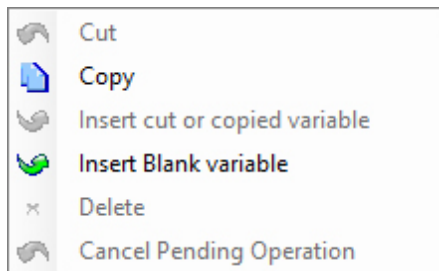 Cut
Copy
Insert cut or copied variable
Insert Blank variable
Delete
Cancel Pending Operation